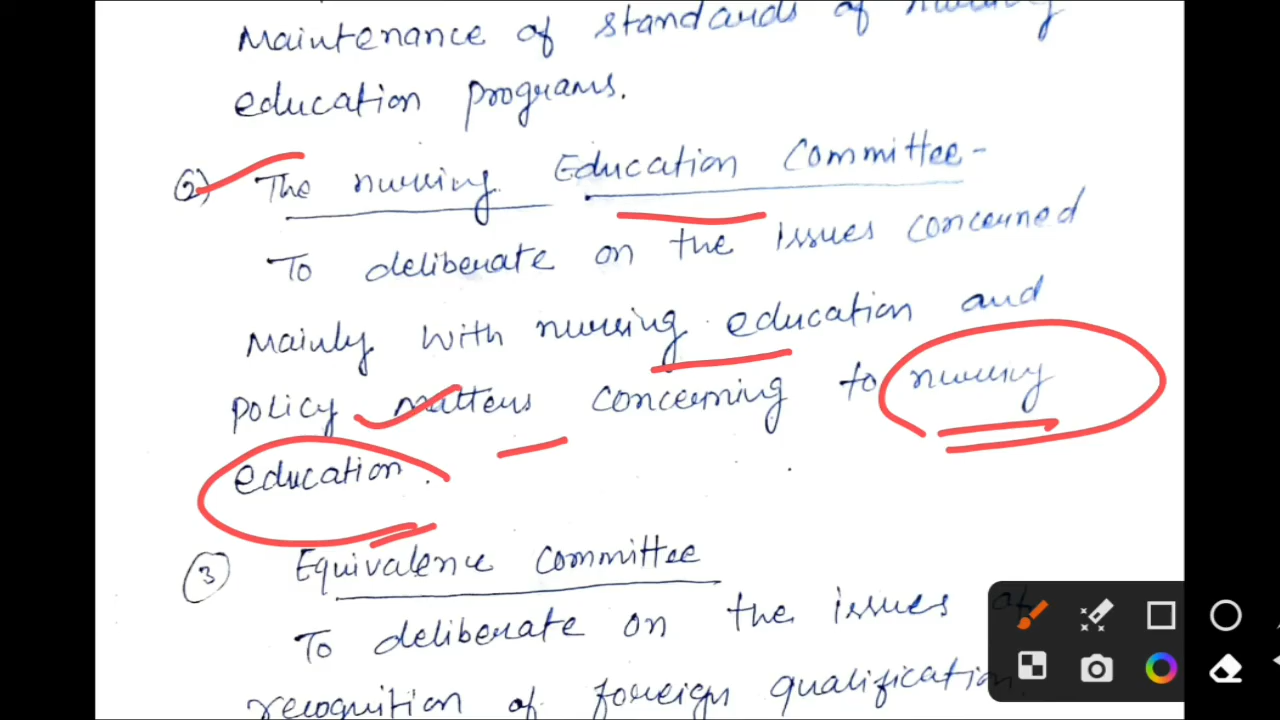 Maintenance of standards of nursing
education programs.
(2) The nursing Education Committee-
To deliberate on the issues concerned
mainly with nursing education and
policy matters concerning to nursing
education.
(3) Equivalence Committee
To deliberate on the issues of
recognition of foreign qualification.